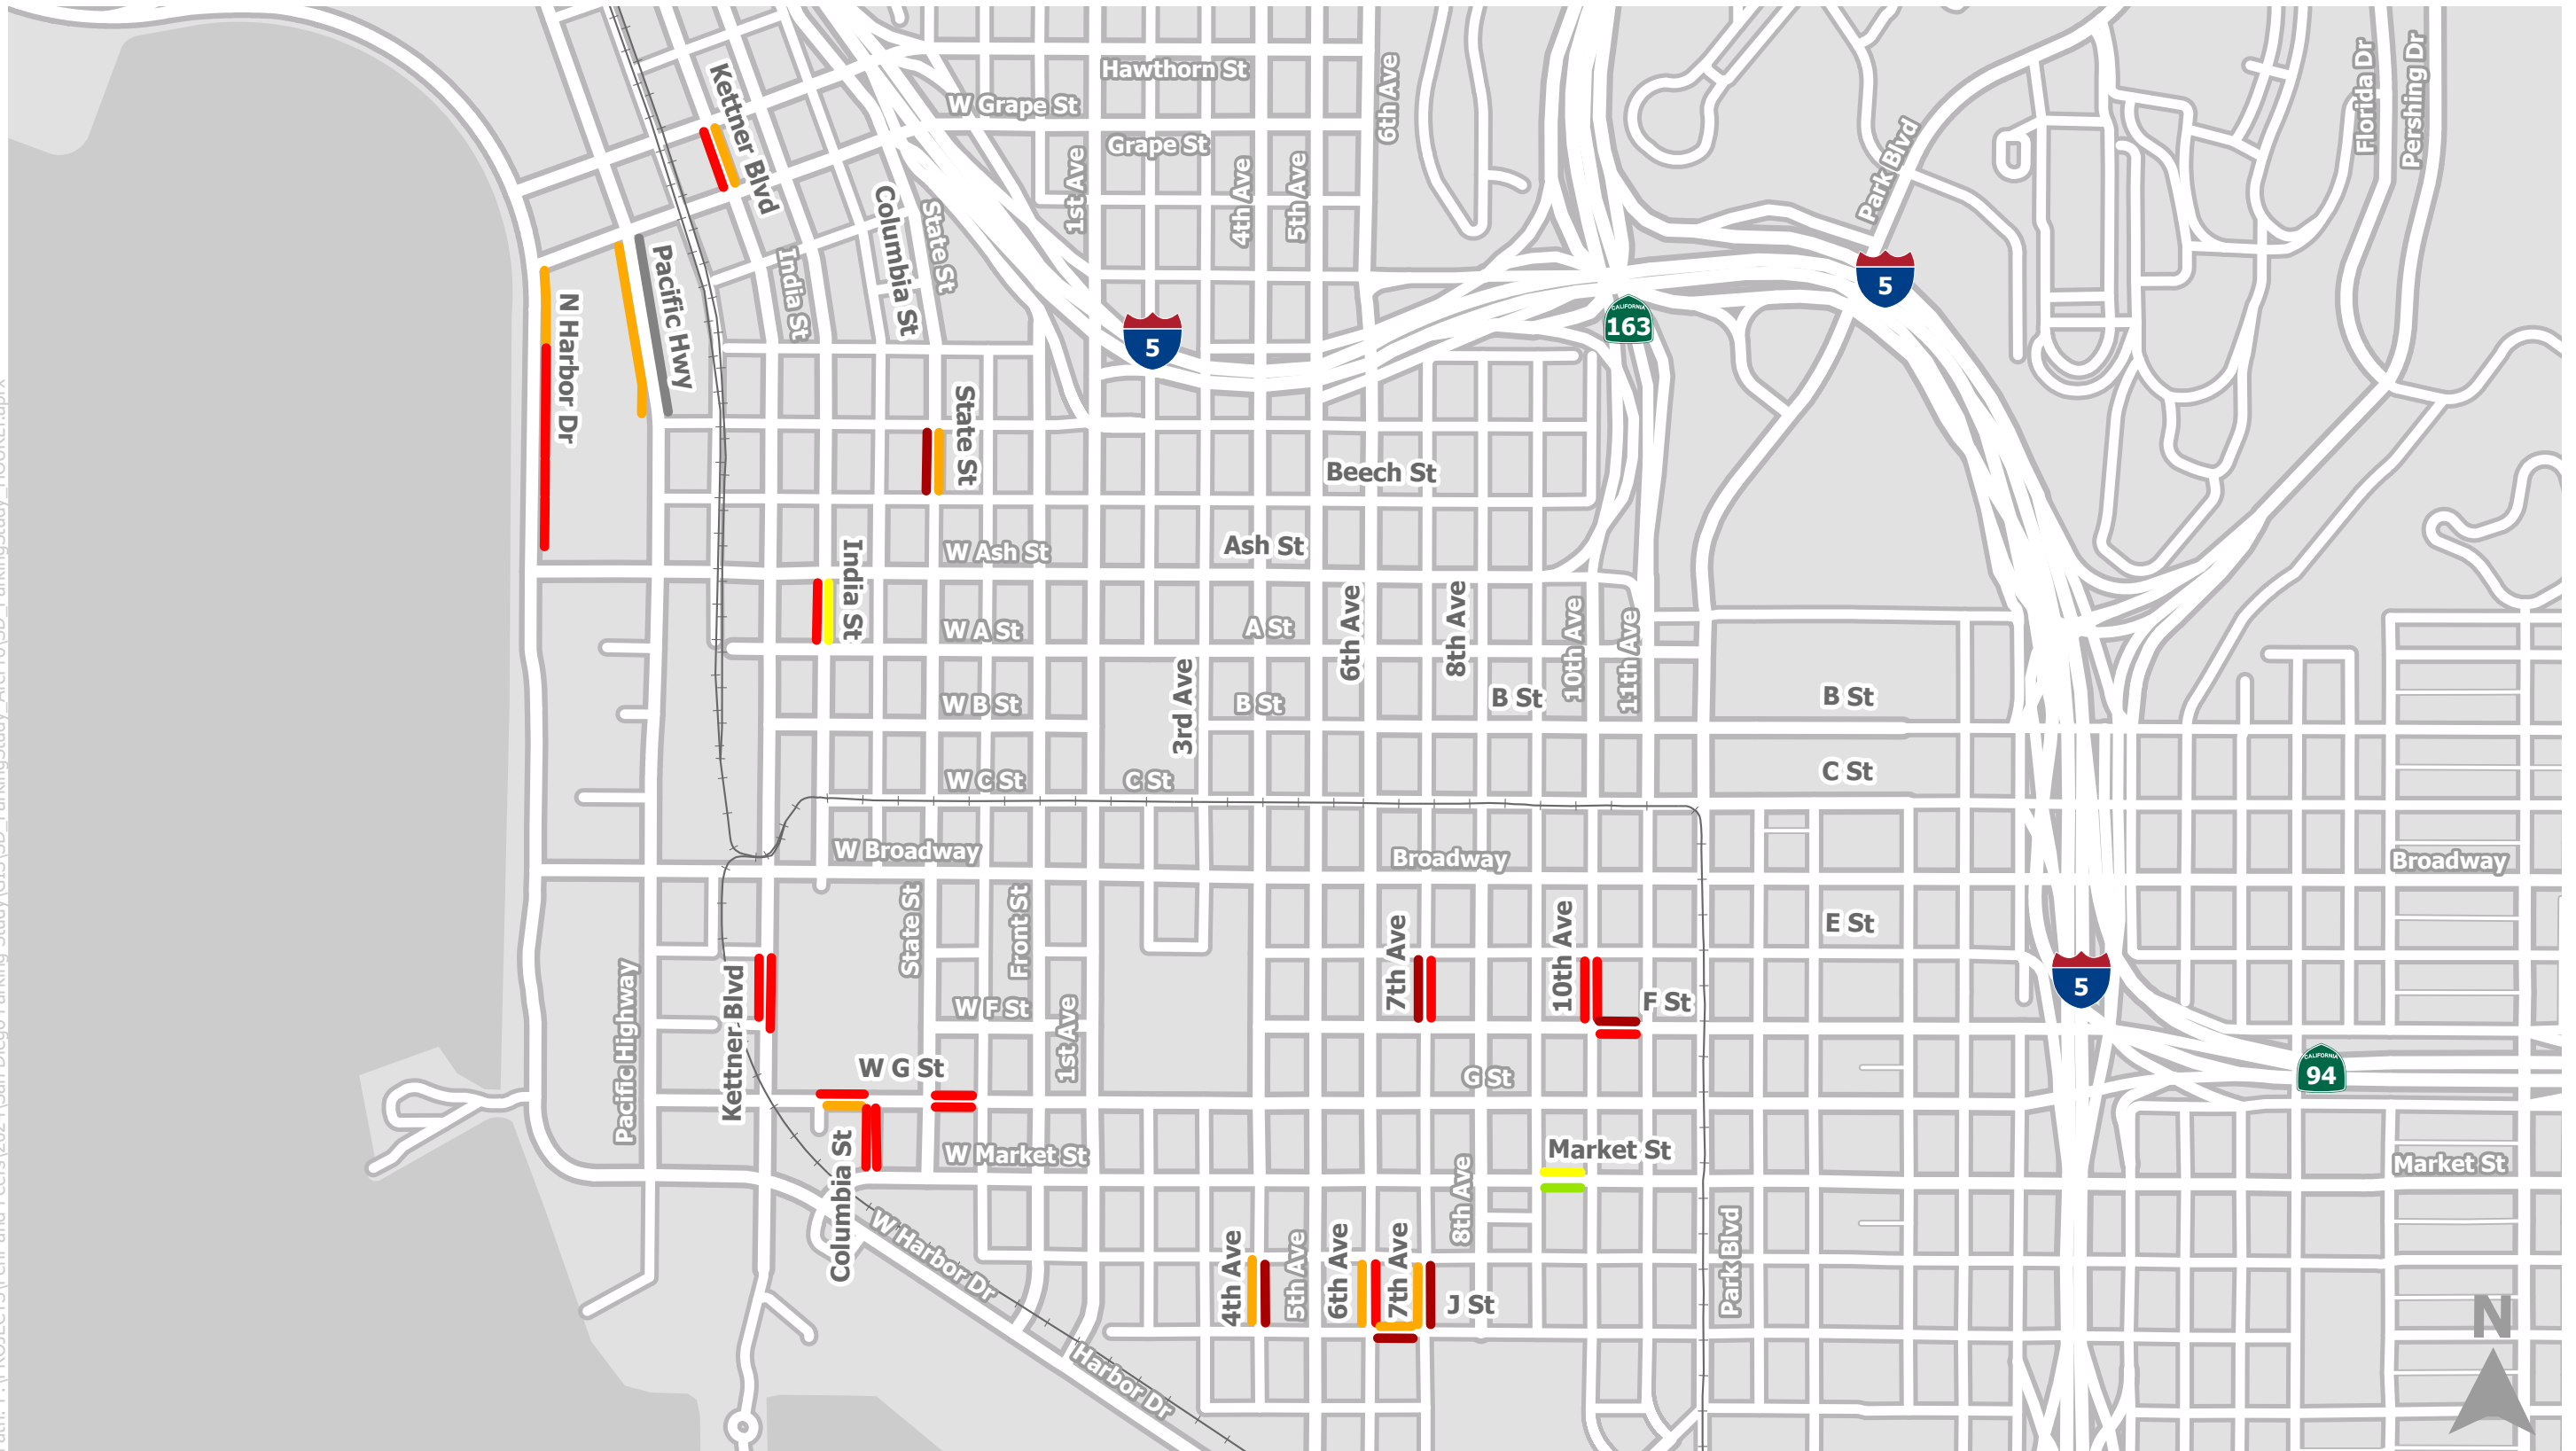 Hawthorn St
W Grape St
Grape St
Kettner Blvd
6th Ave
Florida Dr
Pershing Dr
Park Blvd
1st Ave
4th Ave
5th Ave
Columbia St
State St
India St
Pacific Hwy
N Harbor Dr
5
CALIFORNIA
163
5
State St
Beech St
W Ash St
Ash St
India St
W A St
A St
6th Ave
8th Ave
10th Ave
11th Ave
3rd Ave
W B St
B St
B St
B St
W C St
C St
C St
W Broadway
Broadway
Broadway
State St
Front St
7th Ave
10th Ave
E St
Pacific Highway
Kettner Blvd
W F St
1st Ave
F St
5
W G St
G St
CALIFORNIA
94
Columbia St
W Market St
Market St
Market St
8th Ave
W Harbor Dr
4th Ave
5th Ave
6th Ave
7th Ave
J St
Park Blvd
Harbor Dr
N